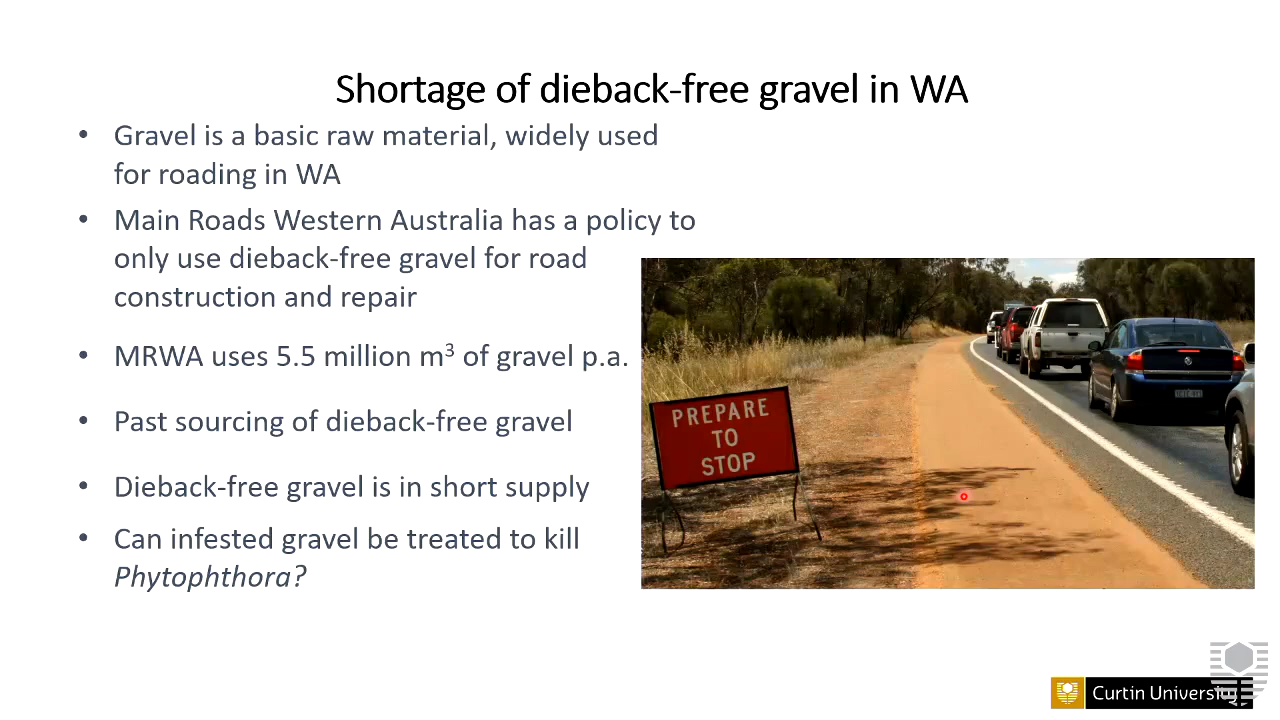 Shortage of dieback-free gravel in WA
• Gravel is a basic raw material, widely used
for roading in WA
• Main Roads Western Australia has a policy to
only use dieback-free gravel for road
construction and repair
• MRWA uses 5.5 million m³ of gravel p.a.
• Past sourcing of dieback-free gravel
• Dieback-free gravel is in short supply
• Can infested gravel be treated to kill
Phytophthora?
PREPARE
TO
STOP
Curtin University